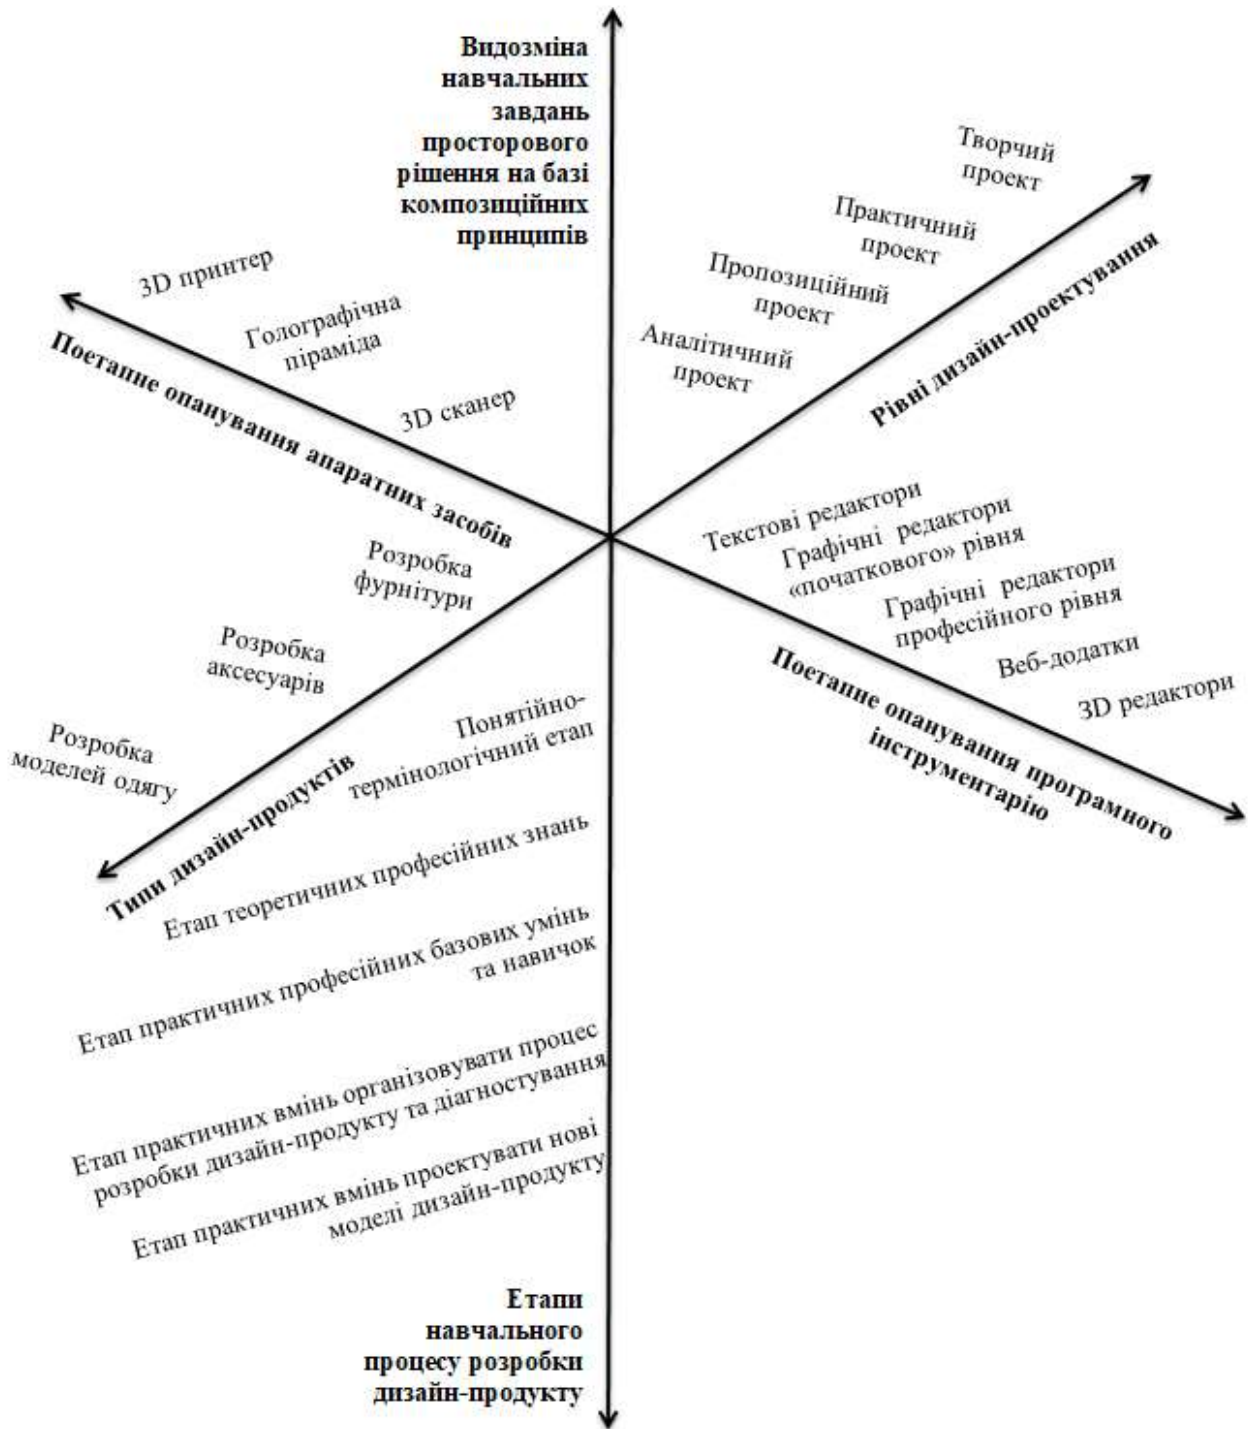 Видозміна
навчальних
завдань
просторового
рішення на базі
композиційних
принципів
Творчий
проект
Практичний
проект
Пропозиційний
проект
Аналітичний
проект
Рівні дизайн-проектування
3D принтер
Голографічна
піраміда
3D сканер
Поетапне опанування апаратних засобів
Текстові редактори
Графічні редактори
«початкового» рівня
Графічні редактори
професійного рівня
Веб-додатки
3D редактори
Поетапне опанування програмного
інструментарію
Розробка
фурнітури
Розробка
аксесуарів
Розробка
моделей одягу
Типи дизайн-продуктів
Понятійно-
термінологічний етап
Етап теоретичних професійних знань
Етап практичних професійних базових умінь
та навичок
Етап практичних вмінь організовувати процес
розробки дизайн-продукту та діагностування
Етап практичних вмінь проектувати нові
моделі дизайн-продукту
Етапи
навчального
процесу розробки
дизайн-продукту